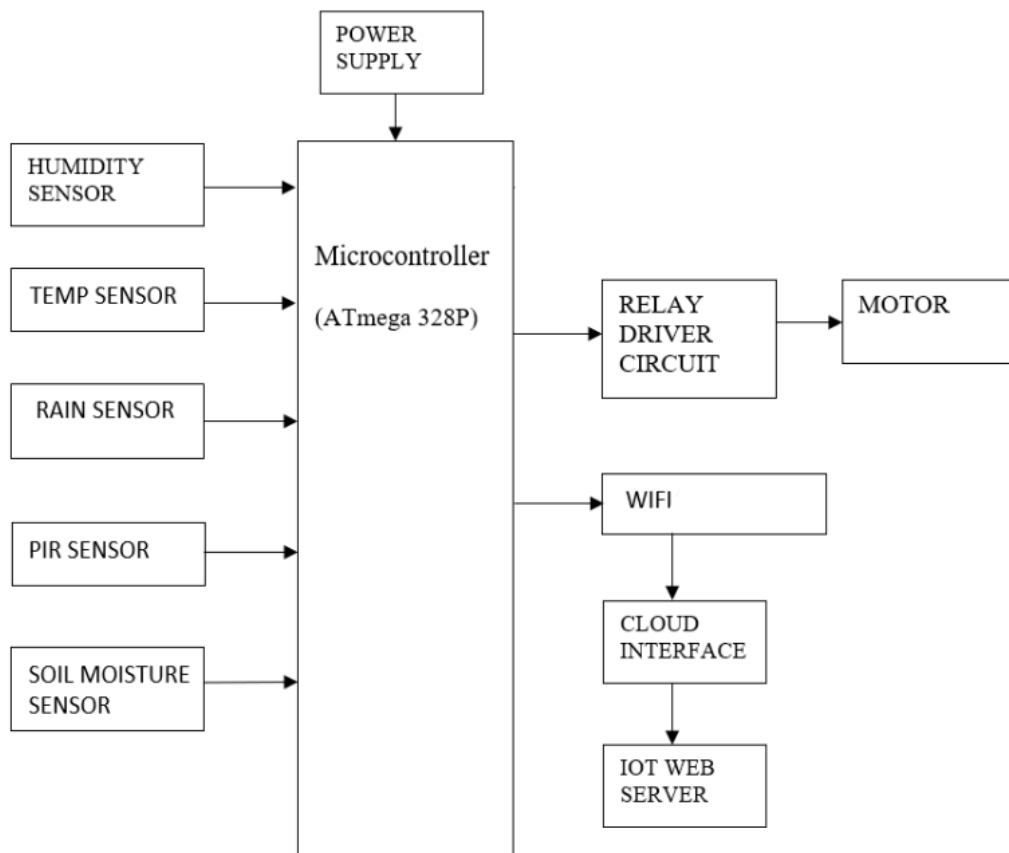 POWER
SUPPLY
HUMIDITY
SENSOR
TEMP SENSOR
RAIN SENSOR
PIR SENSOR
SOIL MOISTURE
SENSOR
Microcontroller
(ATmega 328P)
RELAY
DRIVER
CIRCUIT
MOTOR
WIFI
CLOUD
INTERFACE
IOT WEB
SERVER